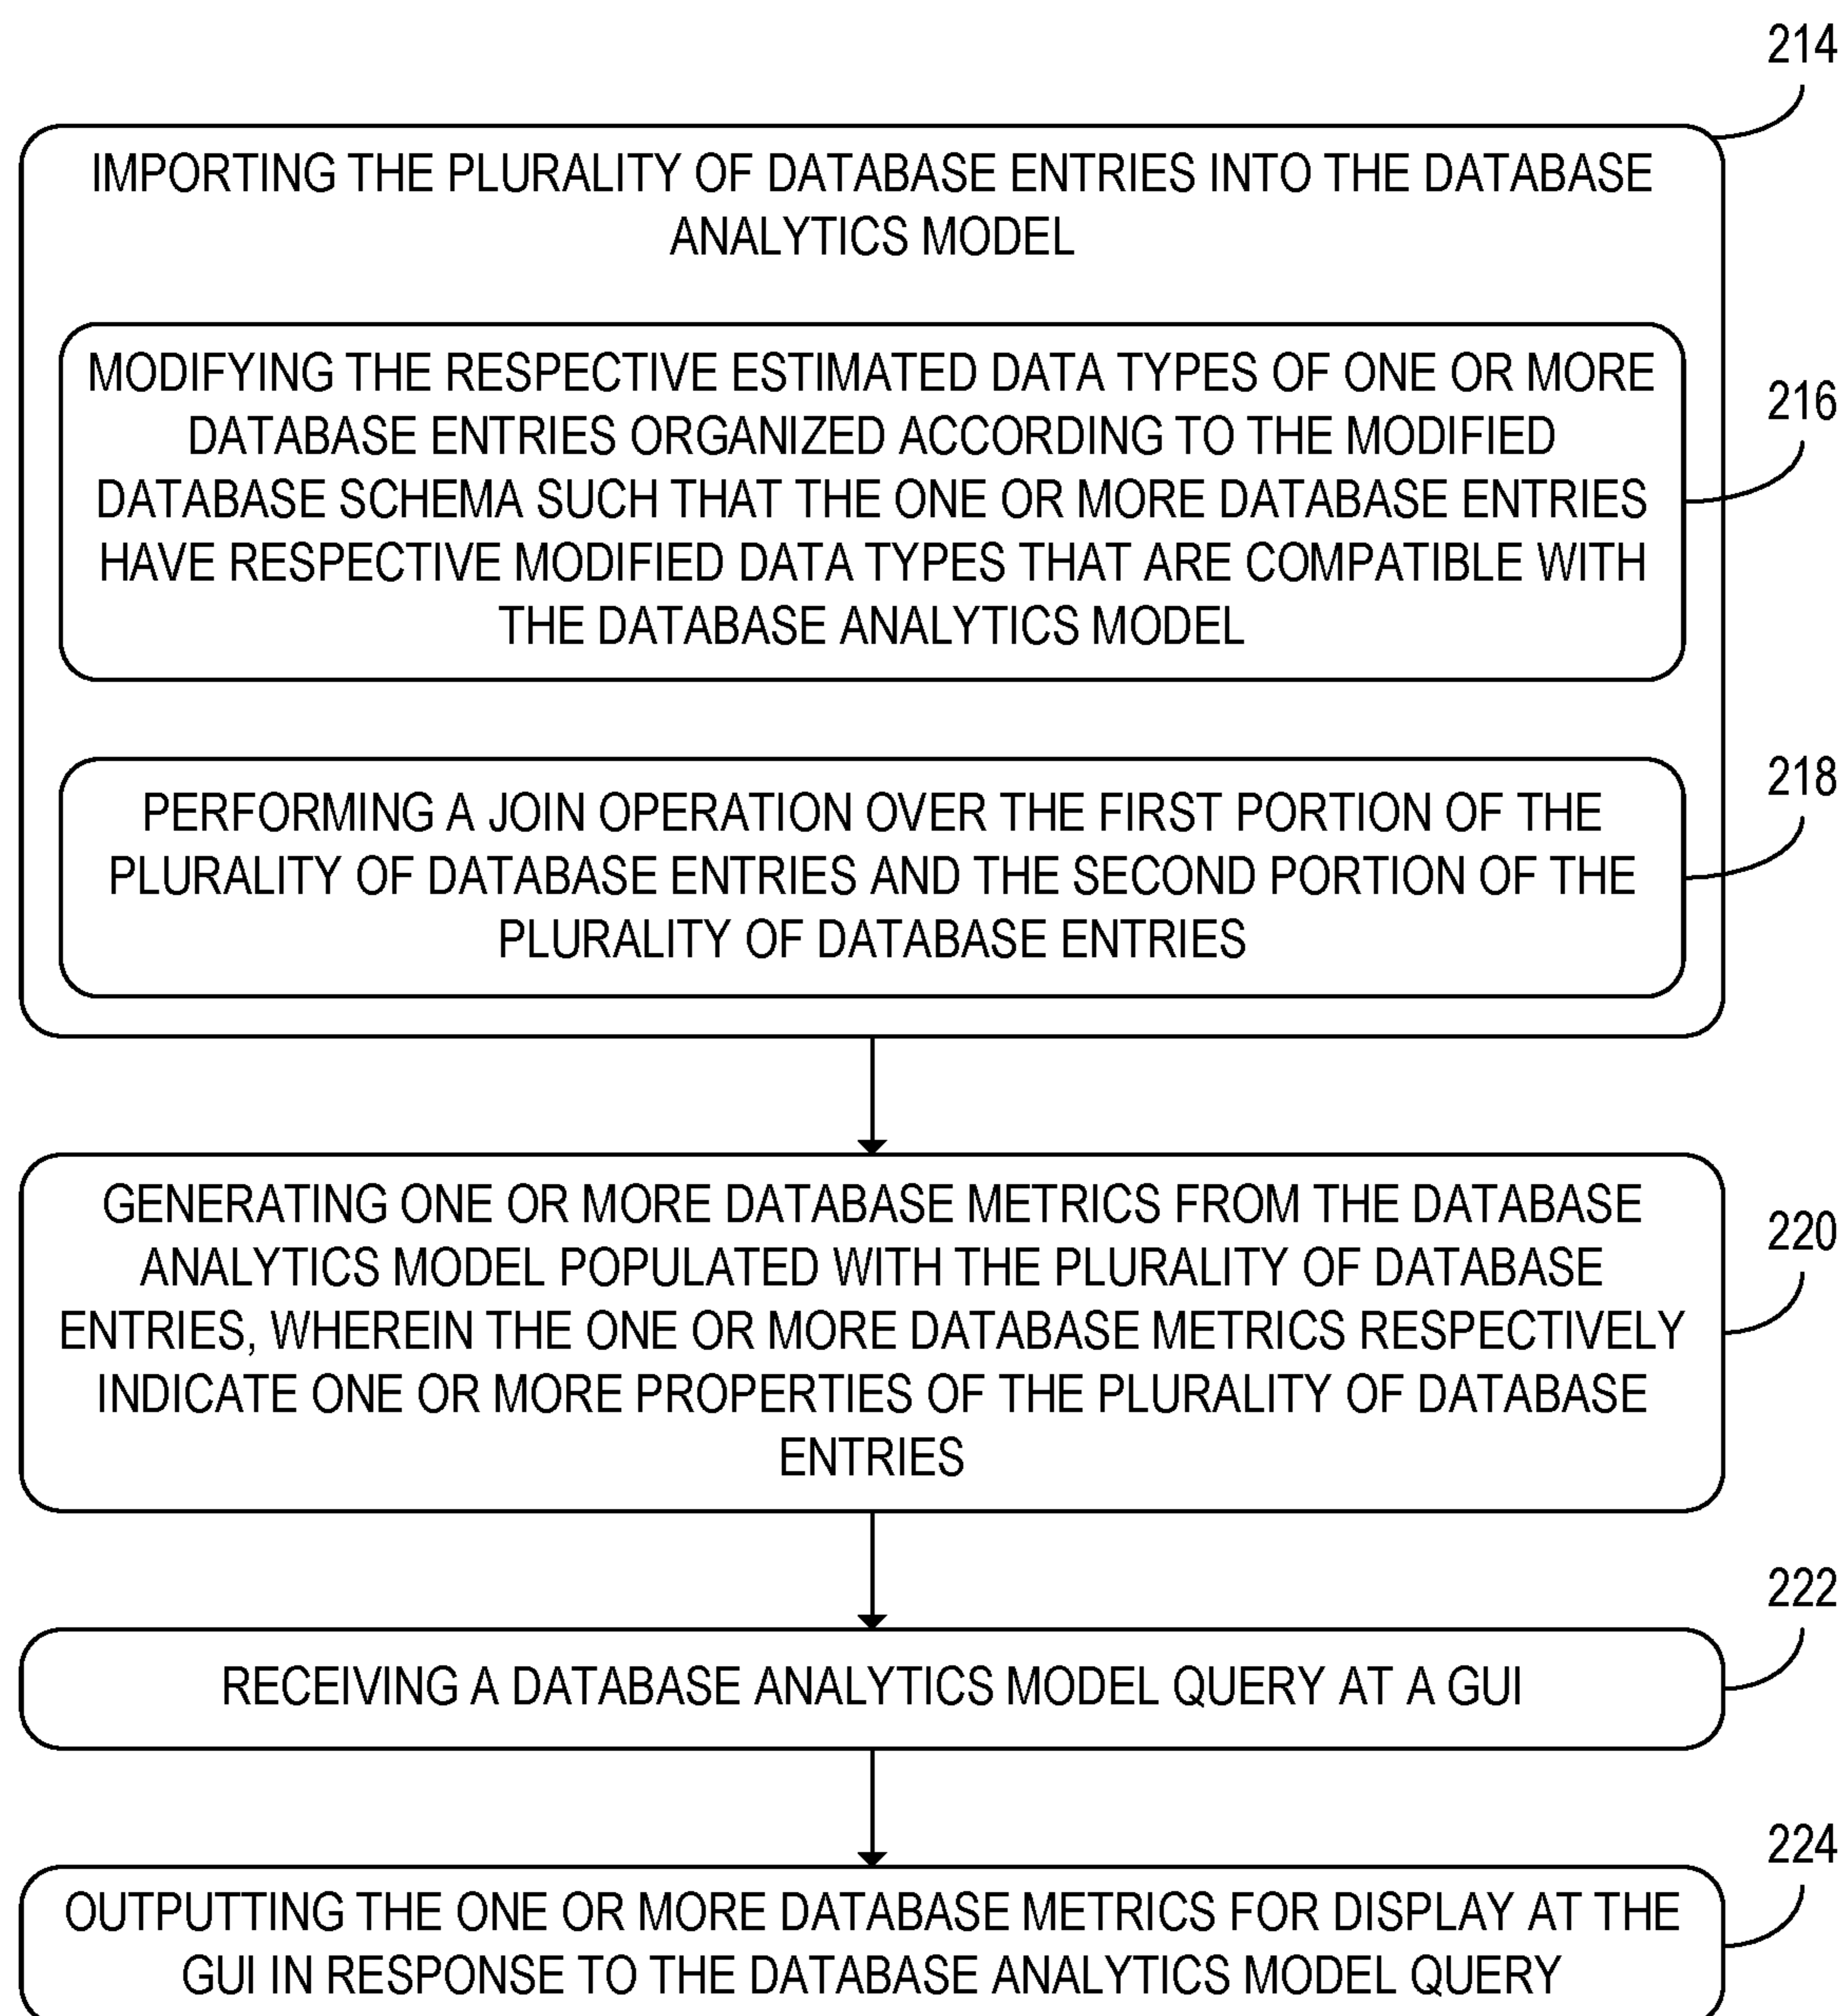 214
IMPORTING THE PLURALITY OF DATABASE ENTRIES INTO THE DATABASE
ANALYTICS MODEL
MODIFYING THE RESPECTIVE ESTIMATED DATA TYPES OF ONE OR MORE
DATABASE ENTRIES ORGANIZED ACCORDING TO THE MODIFIED
DATABASE SCHEMA SUCH THAT THE ONE OR MORE DATABASE ENTRIES
HAVE RESPECTIVE MODIFIED DATA TYPES THAT ARE COMPATIBLE WITH
THE DATABASE ANALYTICS MODEL
216
PERFORMING A JOIN OPERATION OVER THE FIRST PORTION OF THE
PLURALITY OF DATABASE ENTRIES AND THE SECOND PORTION OF THE
PLURALITY OF DATABASE ENTRIES
218
GENERATING ONE OR MORE DATABASE METRICS FROM THE DATABASE
ANALYTICS MODEL POPULATED WITH THE PLURALITY OF DATABASE
ENTRIES, WHEREIN THE ONE OR MORE DATABASE METRICS RESPECTIVELY
INDICATE ONE OR MORE PROPERTIES OF THE PLURALITY OF DATABASE
ENTRIES
220
RECEIVING A DATABASE ANALYTICS MODEL QUERY AT A GUI
222
OUTPUTTING THE ONE OR MORE DATABASE METRICS FOR DISPLAY AT THE
GUI IN RESPONSE TO THE DATABASE ANALYTICS MODEL QUERY
224